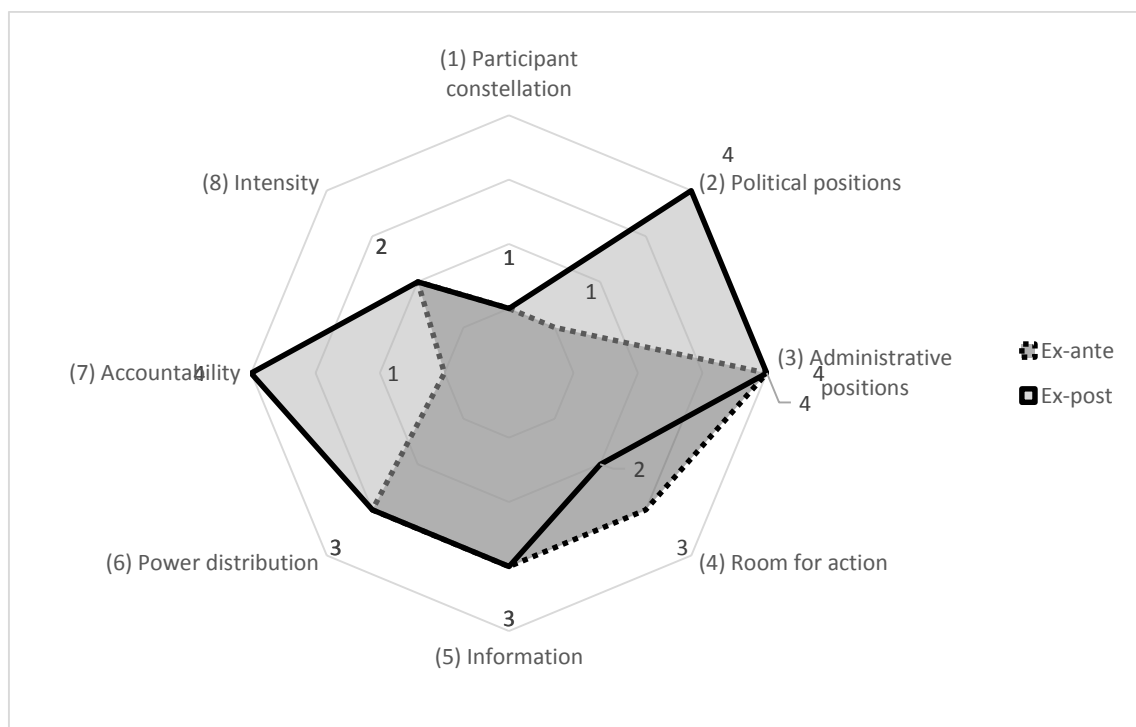 (1) Participant
constellation
4
(8) Intensity
(2) Political positions
2
1
1
(3) Administrative
positions
Ex-ante
(7) Accountability
4
1
4
4
Ex-post
2
3
3
(6) Power distribution
(4) Room for action
3
(5) Information